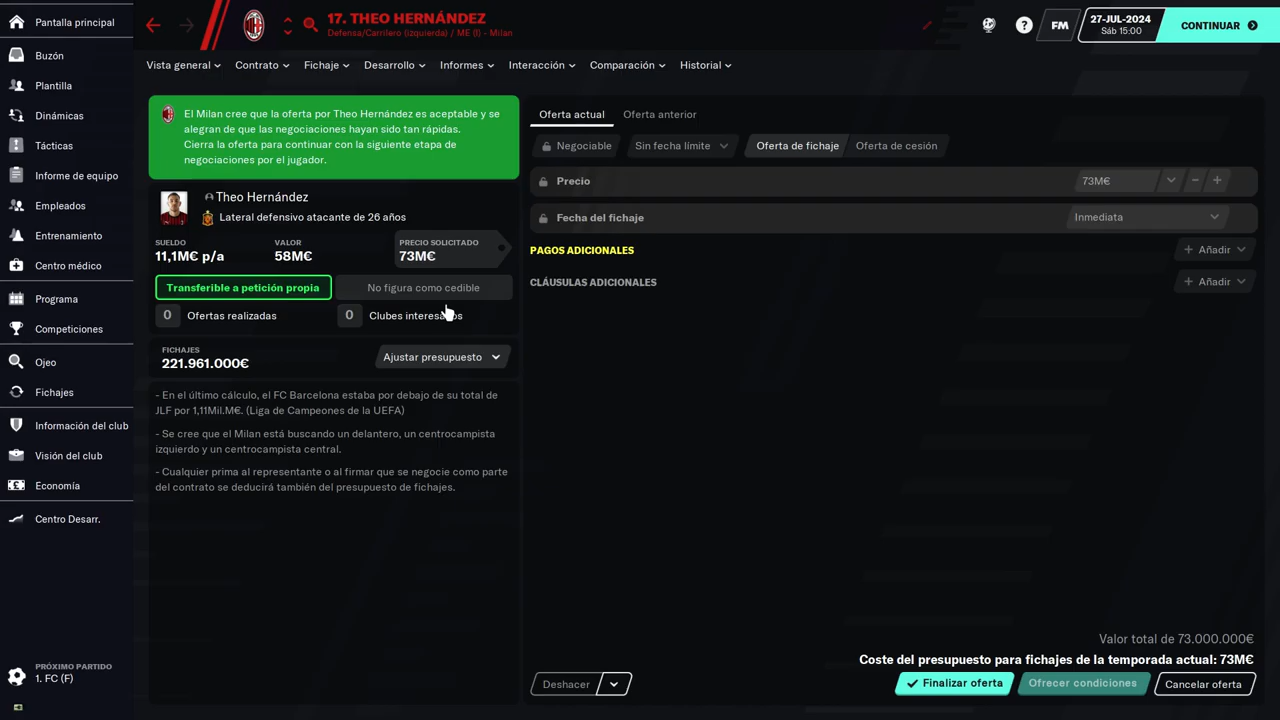 Pantalla principal
Buzón
Plantilla
Dinámicas
Tácticas
Informe de equipo
Empleados
Entrenamiento
Centro médico
Programa
Competiciones
Ojeo
Fichajes
Información del club
Visión del club
Economía
Centro Desarr.
PRÓXIMO PARTIDO
1. FC (F)
17. THEO HERNÁNDEZ
Defensa/Carrilero (izquierda) / ME (I) - Milan
?
FM
27-JUL-2024
Sáb 15:00
CONTINUAR
Vista general
Contrato
Fichaje
Desarrollo
Informes
Interacción
Comparación
Historial
El Milan cree que la oferta por Theo Hernández es aceptable y se
alegran de que las negociaciones hayan sido tan rápidas.
Cierra la oferta para continuar con la siguiente etapa de
negociaciones por el jugador.
Theo Hernández
Lateral defensivo atacante de 26 años
SUELDO
11,1M€ p/a
VALOR
58M€
PRECIO SOLICITADO
73M€
Transferible a petición propia
No figura como cedible
0 Ofertas realizadas
0 Clubes interesados
FICHAJES
221.961.000€
Ajustar presupuesto
- En el último cálculo, el FC Barcelona estaba por debajo de su total de
JLF por 1,11Mil.M€. (Liga de Campeones de la UEFA)
- Se cree que el Milan está buscando un delantero, un centrocampista
izquierdo y un centrocampista central.
- Cualquier prima al representante o al firmar que se negocie como parte
del contrato se deducirá también del presupuesto de fichajes.
Oferta actual
Oferta anterior
Negociable
Sin fecha límite
Oferta de fichaje
Oferta de cesión
Precio
73M€
Fecha del fichaje
Inmediata
PAGOS ADICIONALES
+ Añadir
CLÁUSULAS ADICIONALES
+ Añadir
Valor total de 73.000.000€
Coste del presupuesto para fichajes de la temporada actual: 73M€
Deshacer
Finalizar oferta
Ofrecer condiciones
Cancelar oferta